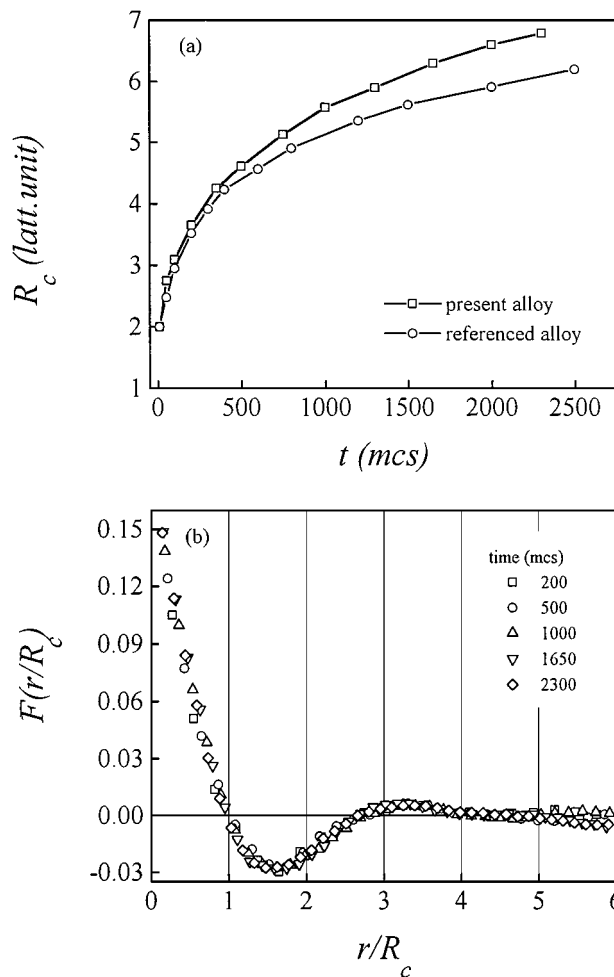 7
(a)
6
5
4
3
2
1
R_c (latt.unit)
present alloy
referenced alloy
0 500 1000 1500 2000 2500
t (mcs)
0.15
(b)
0.12
0.09
0.06
0.03
0.00
-0.03
F(r/R_c)
time (mcs)
200
500
1000
1650
2300
0 1 2 3 4 5 6
r/R_c